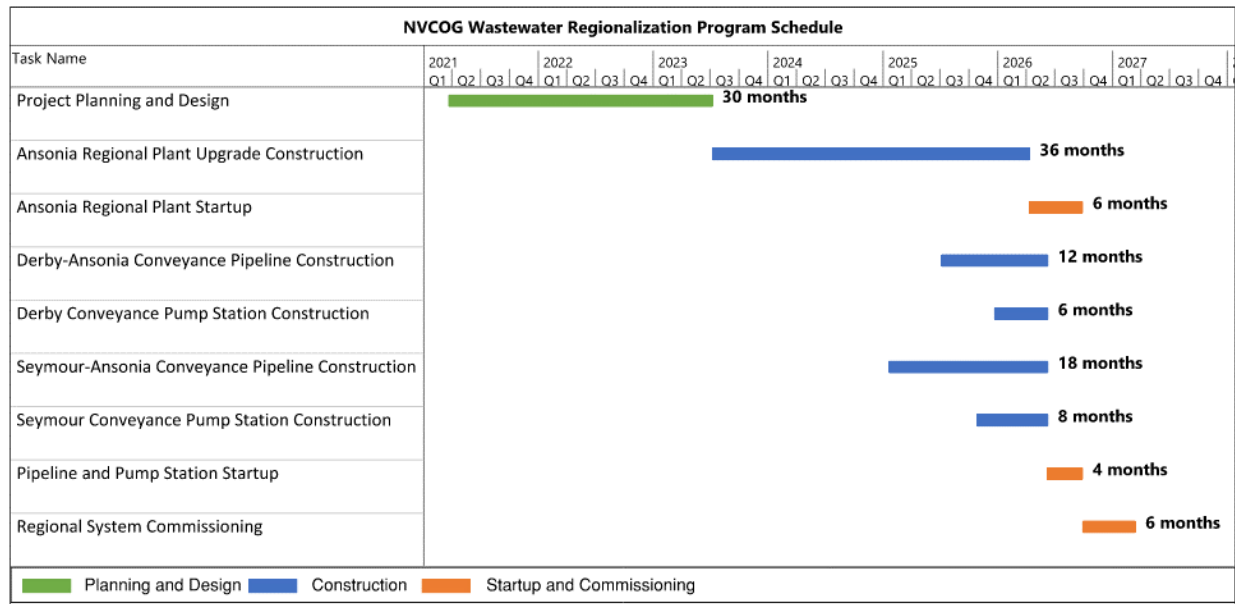 NVCOG Wastewater Regionalization Program Schedule
Task Name
2021 2022 2023 2024 2025 2026 2027
Q1 Q2 Q3 Q4 Q1 Q2 Q3 Q4 Q1 Q2 Q3 Q4 Q1 Q2 Q3 Q4 Q1 Q2 Q3 Q4 Q1 Q2 Q3 Q4 Q1 Q2 Q3 Q4
Project Planning and Design 30 months
Ansonia Regional Plant Upgrade Construction 36 months
Ansonia Regional Plant Startup 6 months
Derby-Ansonia Conveyance Pipeline Construction 12 months
Derby Conveyance Pump Station Construction 6 months
Seymour-Ansonia Conveyance Pipeline Construction 18 months
Seymour Conveyance Pump Station Construction 8 months
Pipeline and Pump Station Startup 4 months
Regional System Commissioning 6 months
Planning and Design Construction Startup and Commissioning